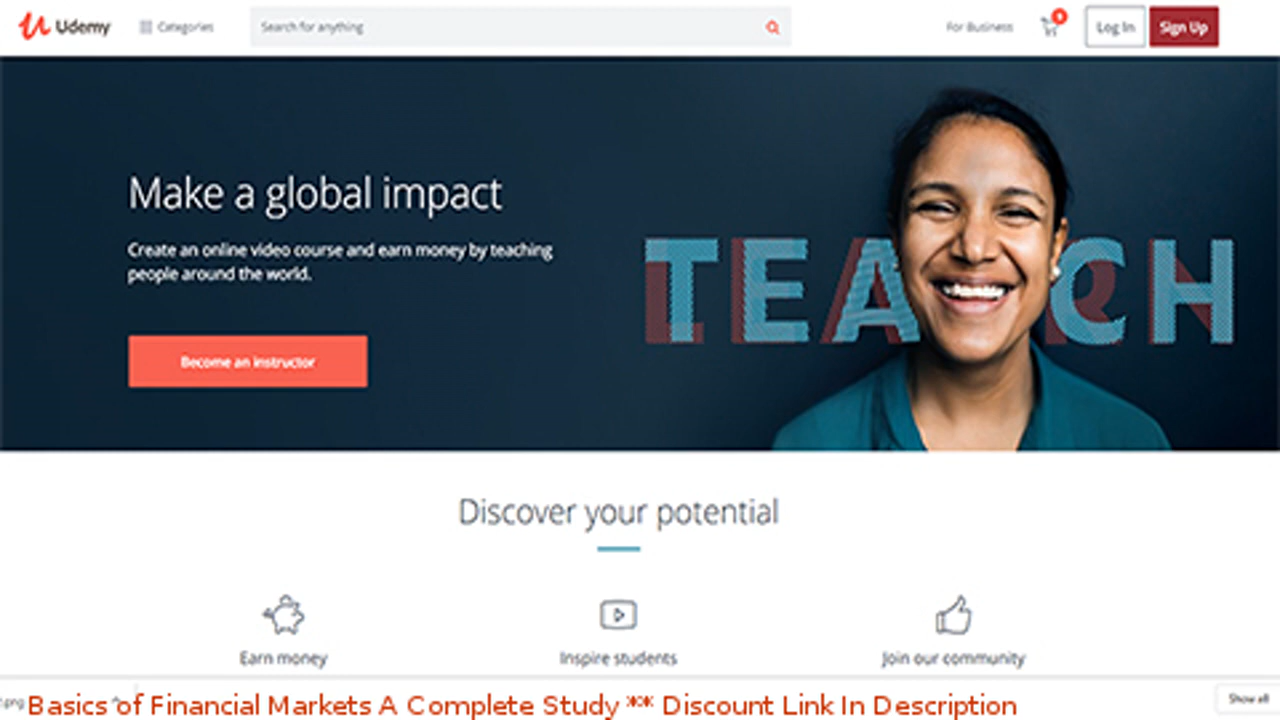 Udemy Categories Search for anything For Business Log In Sign Up
Make a global impact
Create an online video course and earn money by teaching
people around the world.
Become an instructor
TEACH
Discover your potential
Earn money Inspire students Join our community
.png Show all
Basics of Financial Markets A Complete Study ** Discount Link In Description